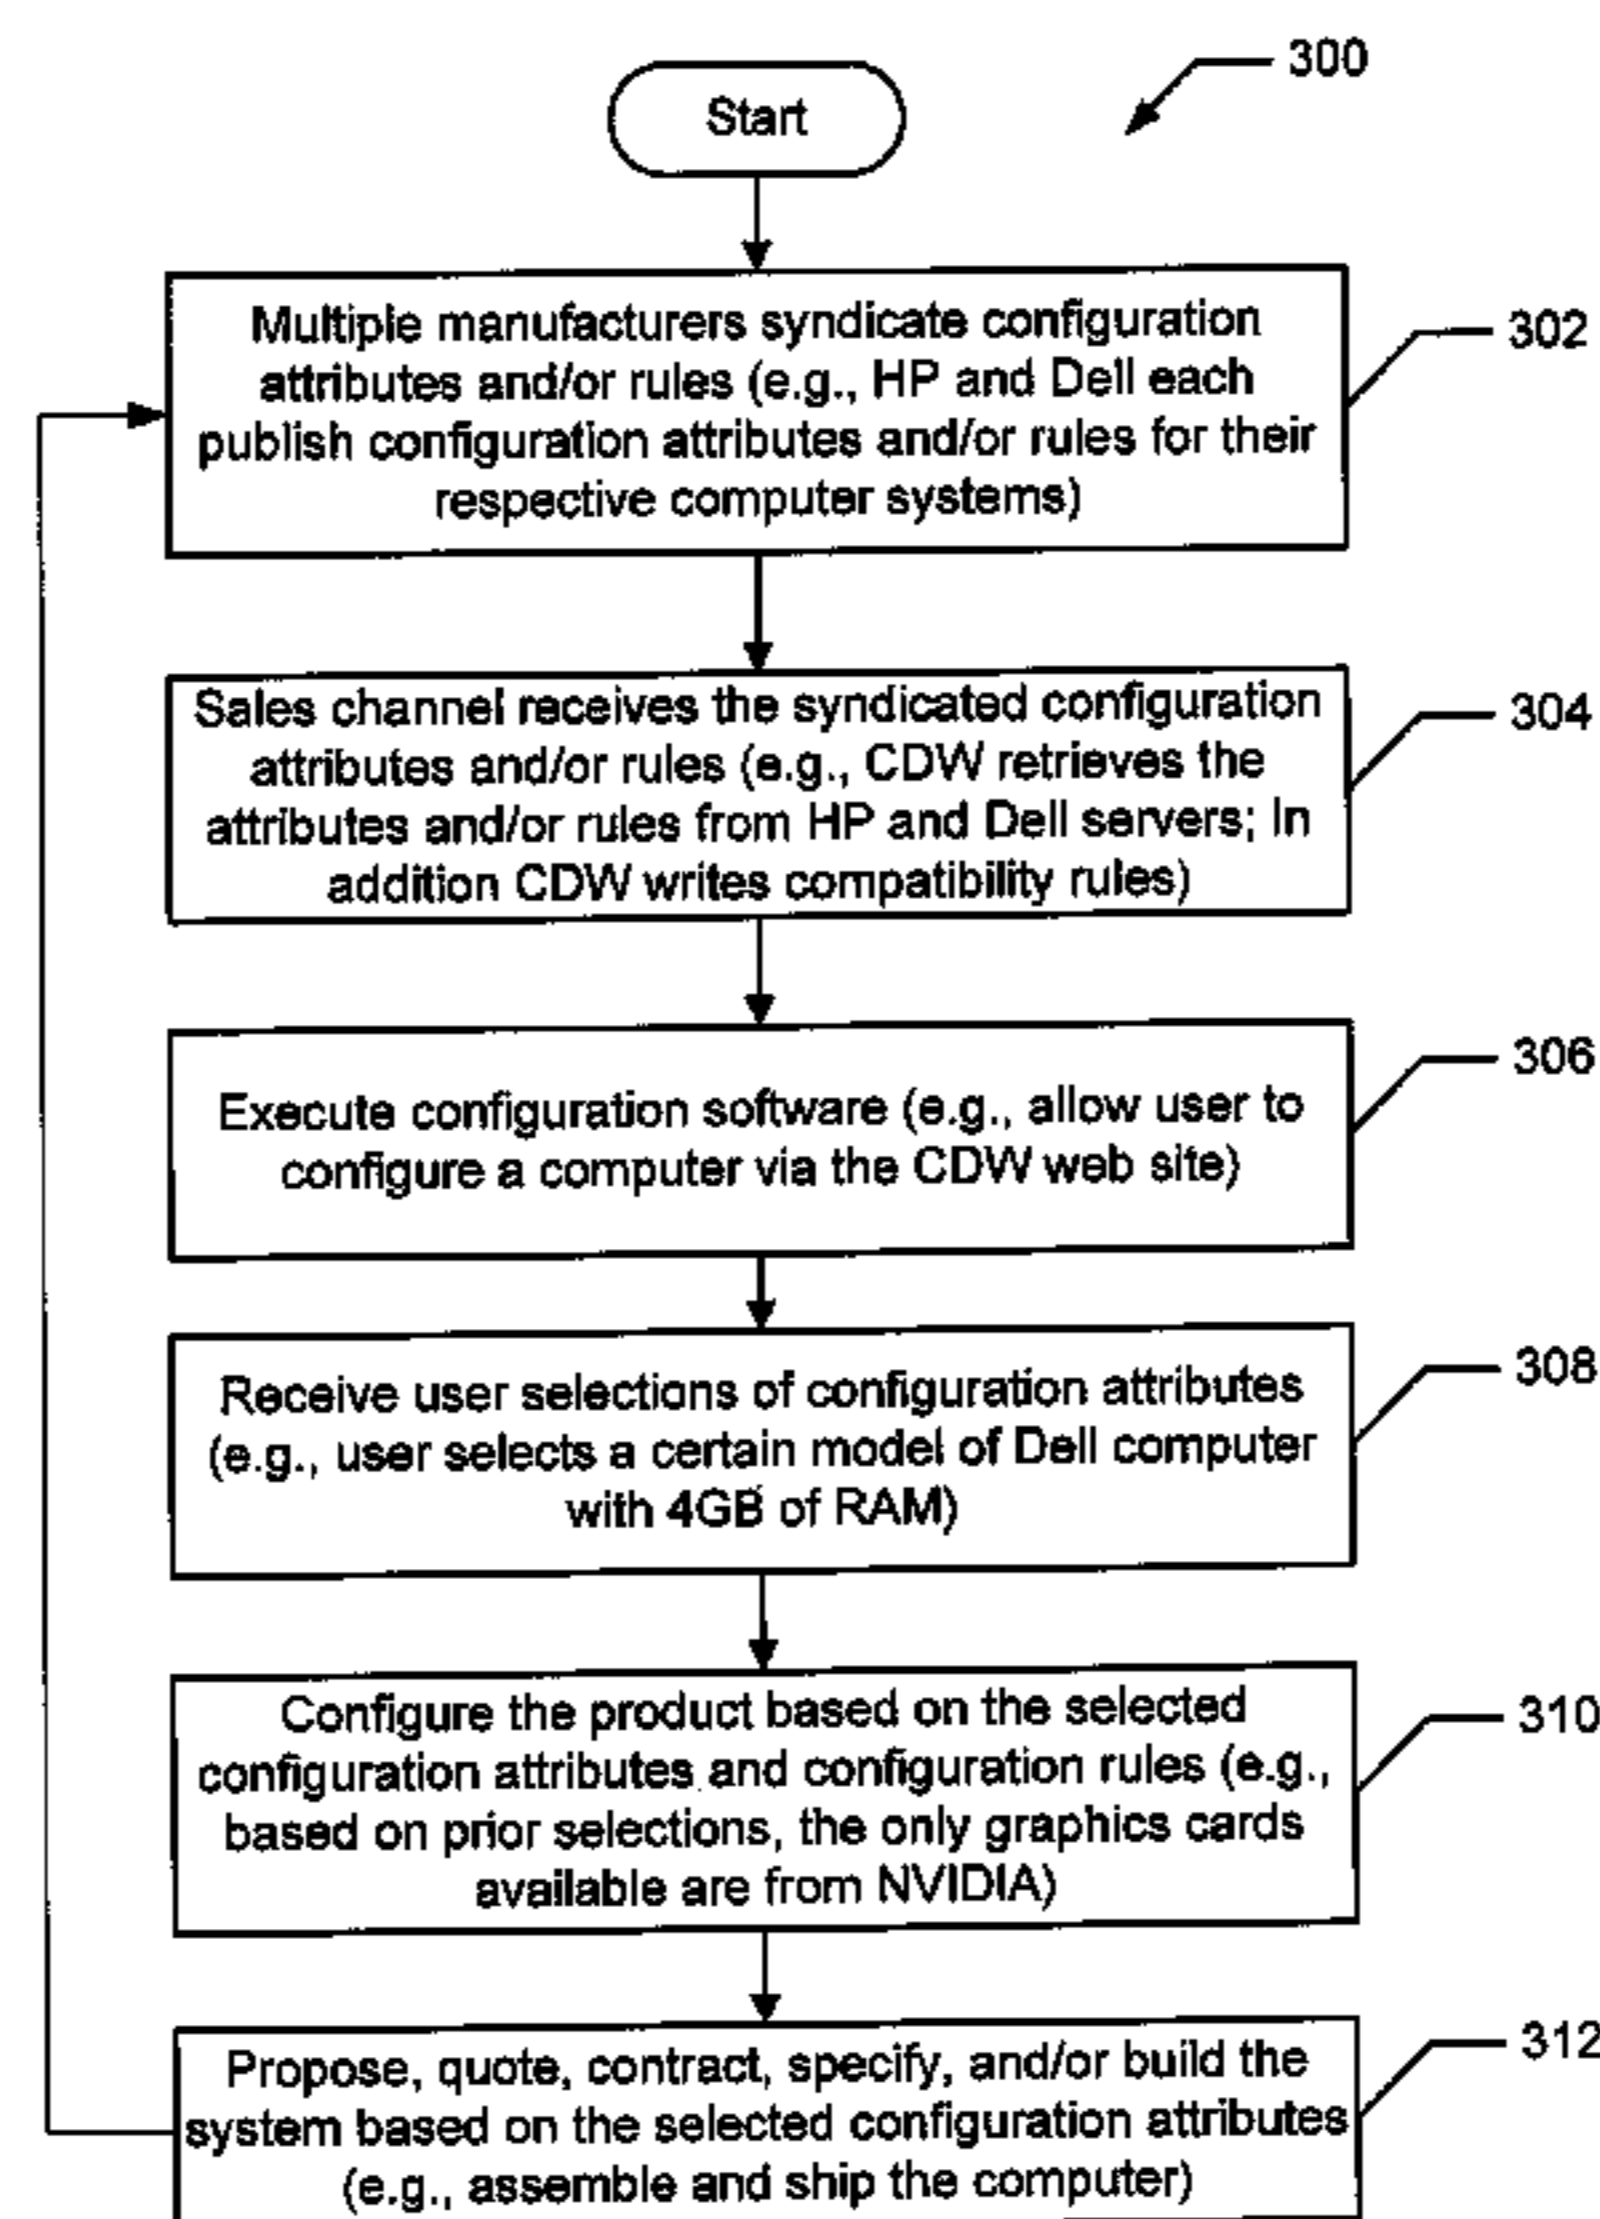 300
Start
Multiple manufacturers syndicate configuration
attributes and/or rules (e.g., HP and Dell each
publish configuration attributes and/or rules for their
respective computer systems)
302
Sales channel receives the syndicated configuration
attributes and/or rules (e.g., CDW retrieves the
attributes and/or rules from HP and Dell servers; In
addition CDW writes compatibility rules)
304
Execute configuration software (e.g., allow user to
configure a computer via the CDW web site)
306
Receive user selections of configuration attributes
(e.g., user selects a certain model of Dell computer
with 4GB of RAM)
308
Configure the product based on the selected
configuration attributes and configuration rules (e.g.,
based on prior selections, the only graphics cards
available are from NVIDIA)
310
Propose, quote, contract, specify, and/or build the
system based on the selected configuration attributes
(e.g., assemble and ship the computer)
312